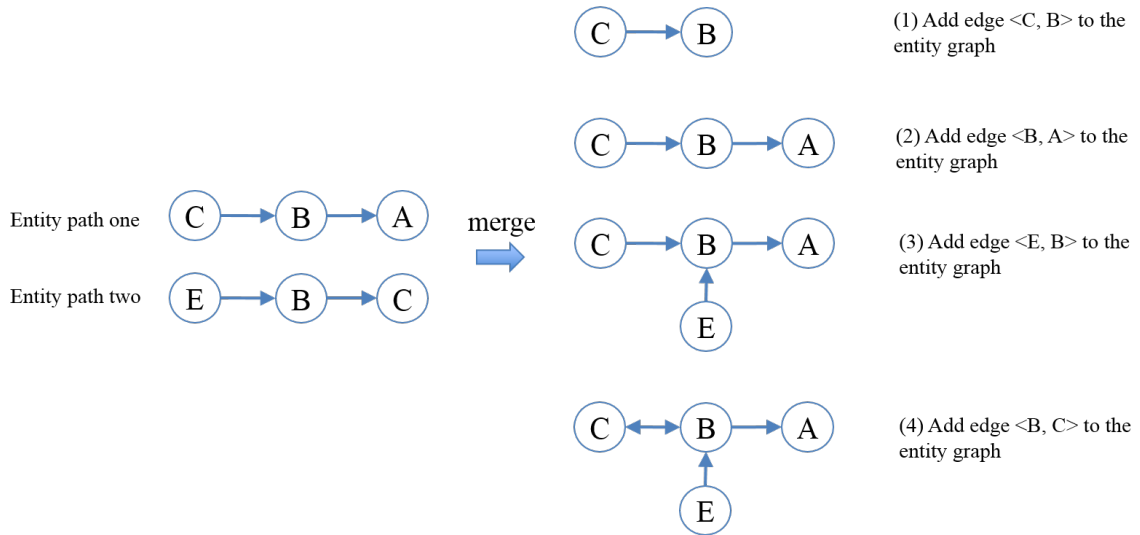 Entity path one
C B A
Entity path two
E B C
merge
C B
(1) Add edge <C, B> to the
entity graph
C B A
(2) Add edge <B, A> to the
entity graph
C B A
E
(3) Add edge <E, B> to the
entity graph
C B A
E
(4) Add edge <B, C> to the
entity graph